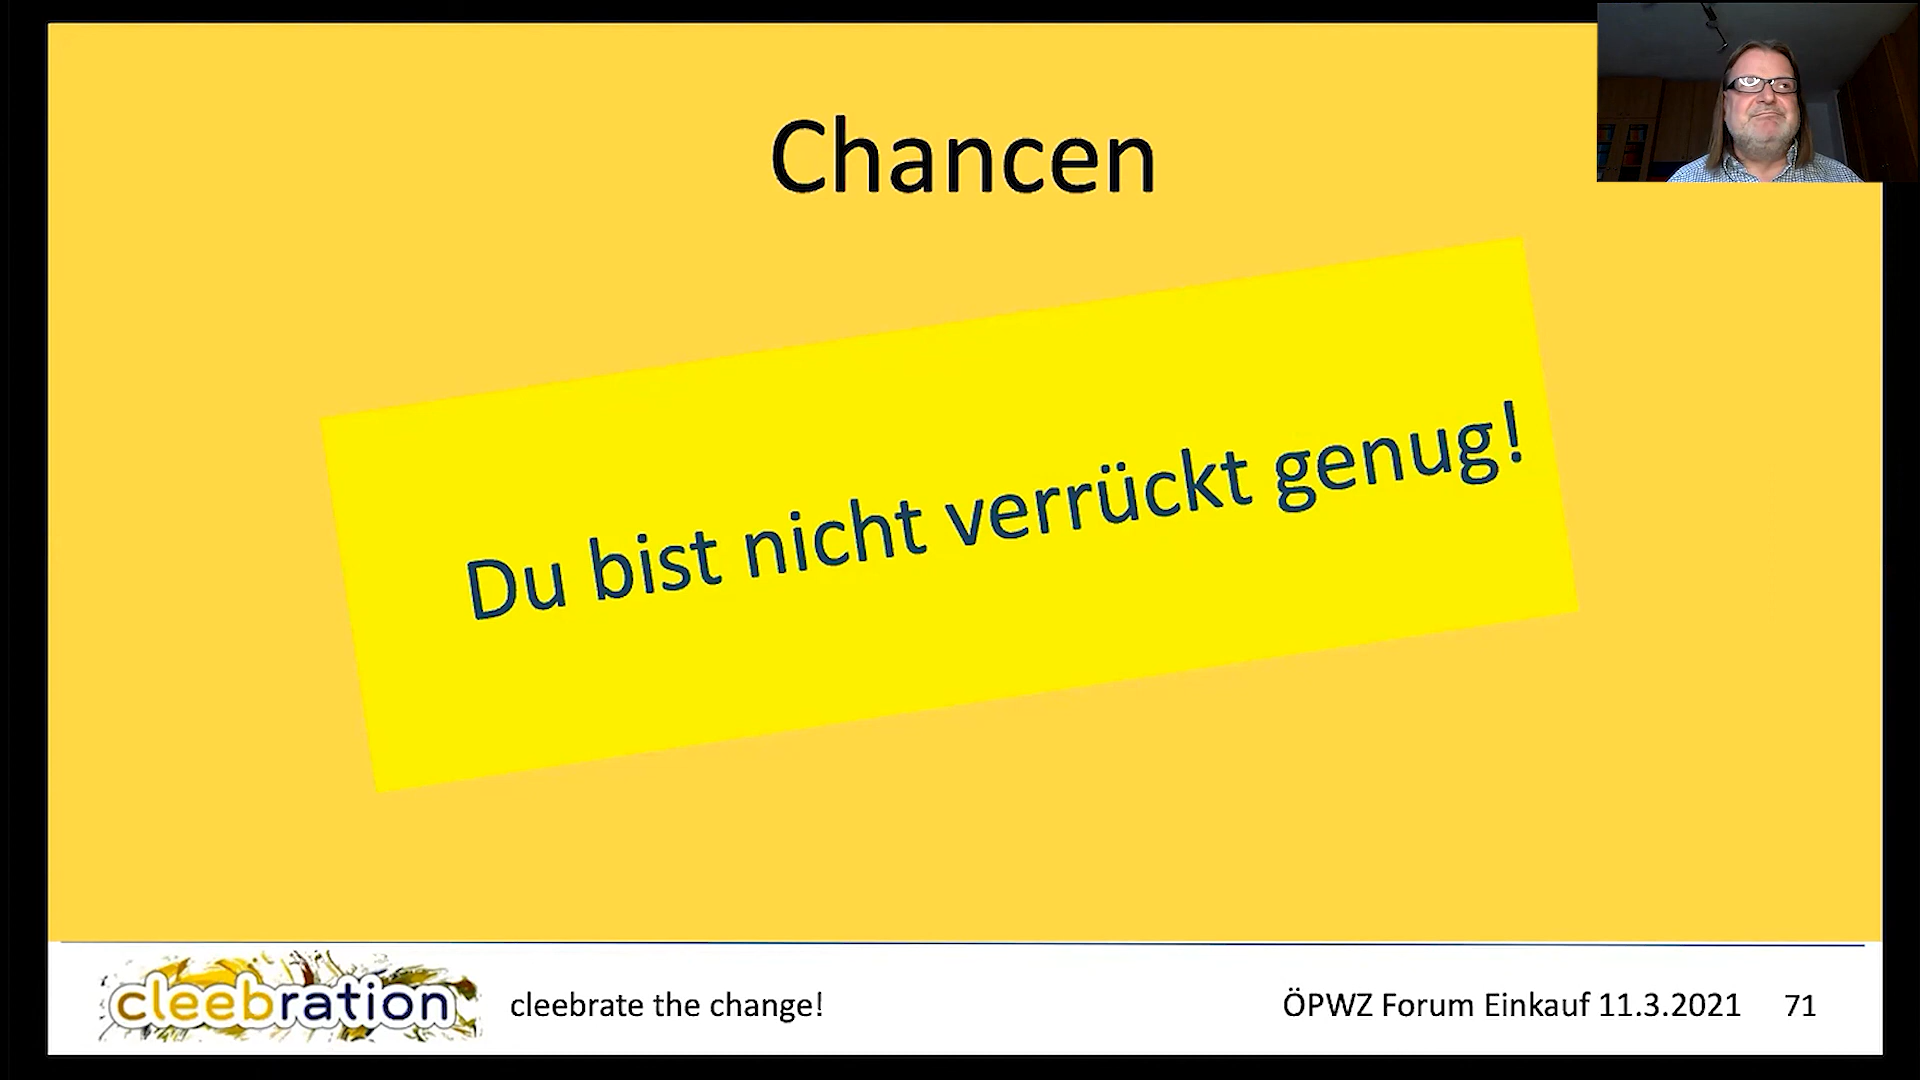 Chancen
Du bist nicht verrückt genug!
cleebration
cleebrate the change!
ÖPWZ Forum Einkauf 11.3.2021
71